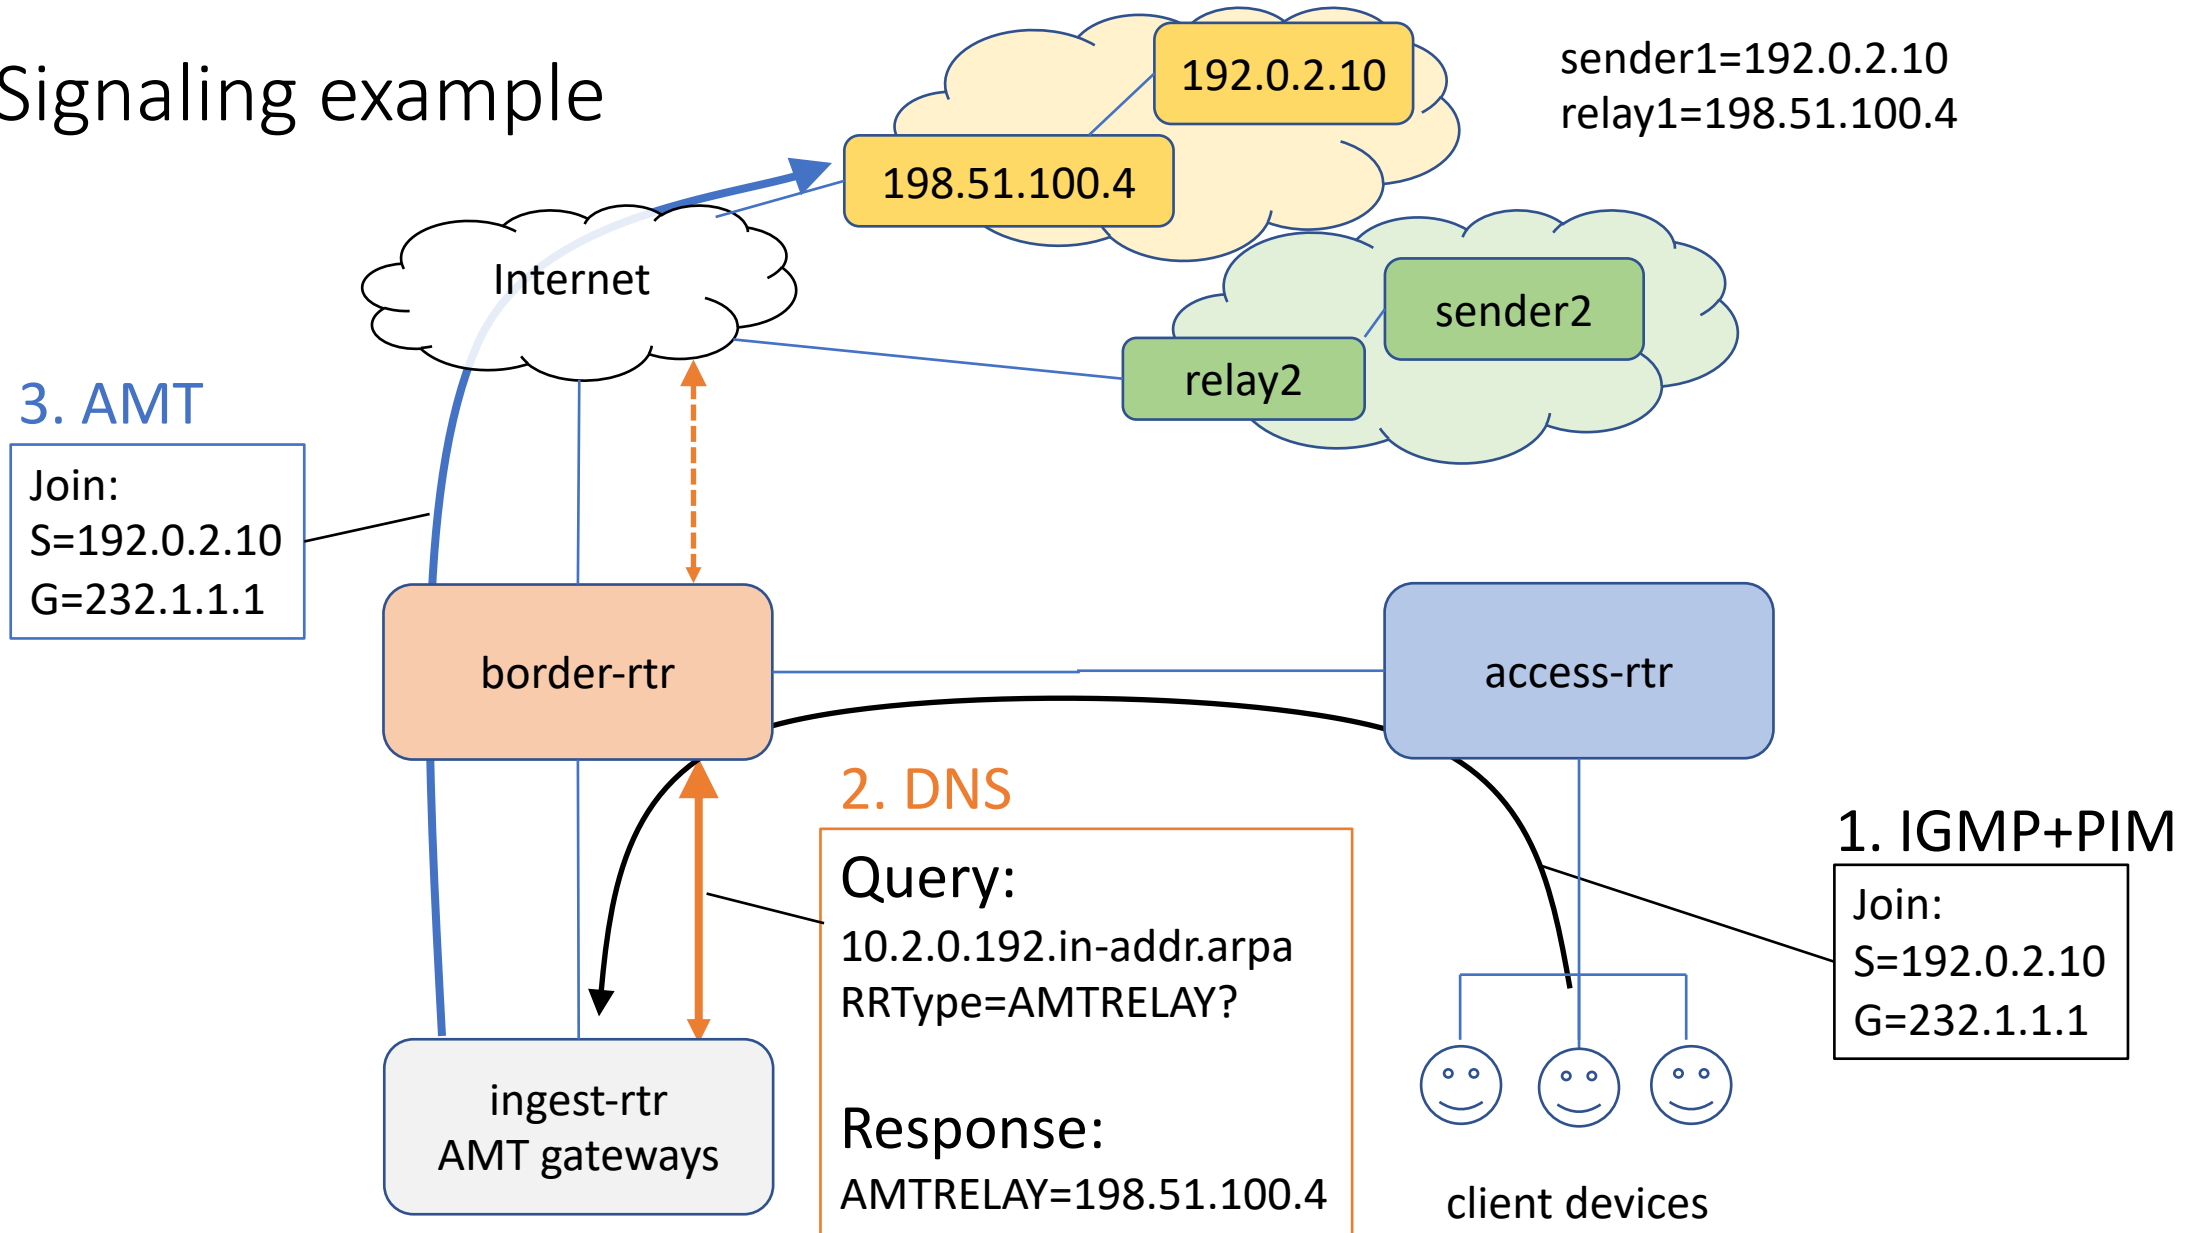 Signaling example
192.0.2.10
198.51.100.4
sender1=192.0.2.10
relay1=198.51.100.4
Internet
sender2
relay2
3. AMT
Join:
S=192.0.2.10
G=232.1.1.1
border-rtr
access-rtr
2. DNS
Query:
10.2.0.192.in-addr.arpa
RRType=AMTRELAY?
Response:
AMTRELAY=198.51.100.4
1. IGMP+PIM
Join:
S=192.0.2.10
G=232.1.1.1
ingest-rtr
AMT gateways
client devices